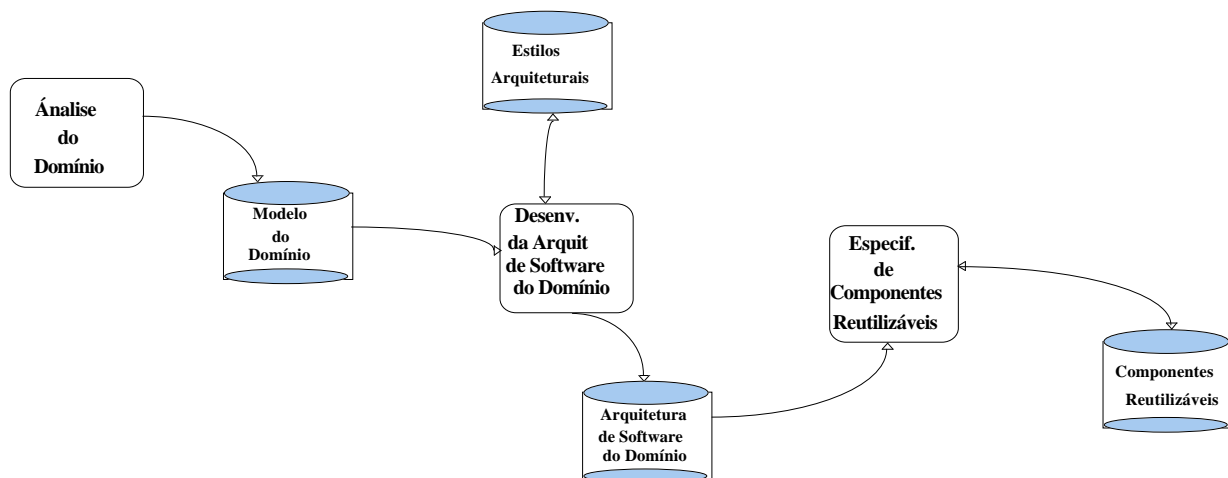 Ánalise
do
Domínio
Modelo
do
Domínio
Estilos
Arquiteturais
Desenv.
da Arquit
de Software
do Domínio
Arquitetura
de Software
do Domínio
Especif.
de
Componentes
Reutilizáveis
Componentes
Reutilizáveis